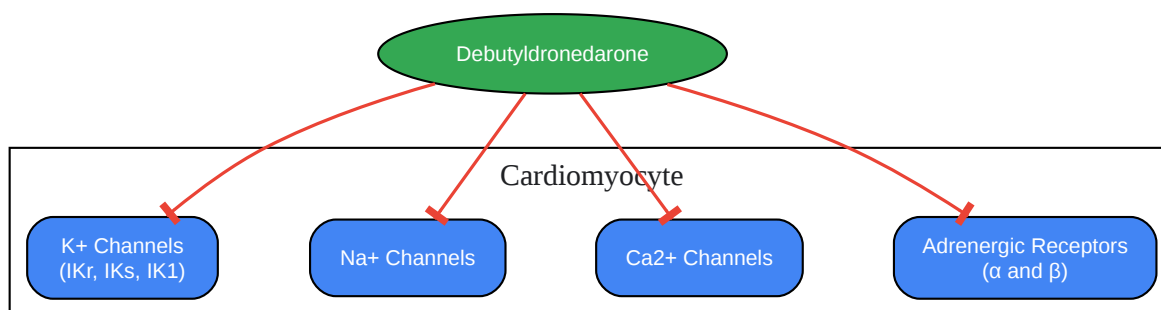 Debutyldronedarone
Cardiomyocyte
K+ Channels
(IKr, IKs, IK1)
Na+ Channels
Ca2+ Channels
Adrenergic Receptors
(α and β)